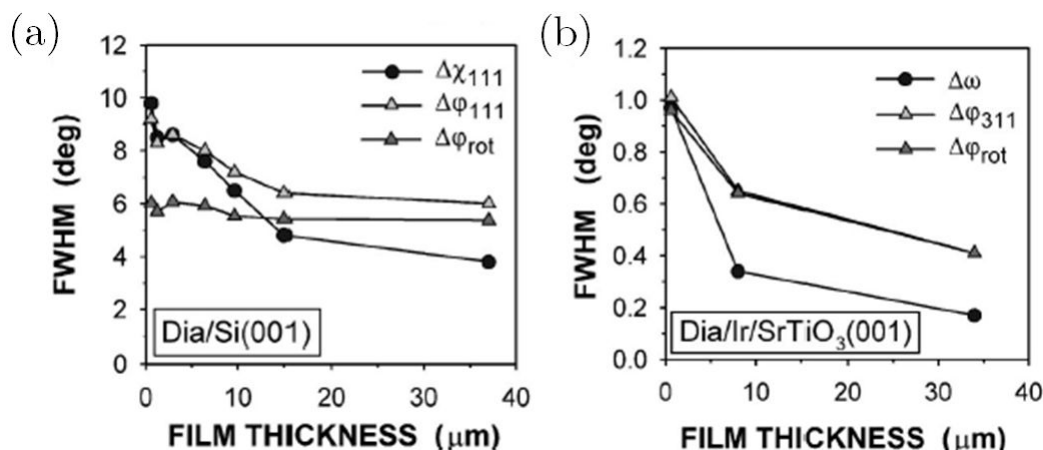 (a)
12
10
8
6
4
2
0
FWHM (deg)
Δχ111
Δφ111
Δφrot
Dia/Si(001)
0 10 20 30 40
FILM THICKNESS (μm)
(b)
1.2
1.0
0.8
0.6
0.4
0.2
0.0
FWHM (deg)
Δω
Δφ311
Δφrot
Dia/Ir/SrTiO3(001)
0 10 20 30 40
FILM THICKNESS (μm)